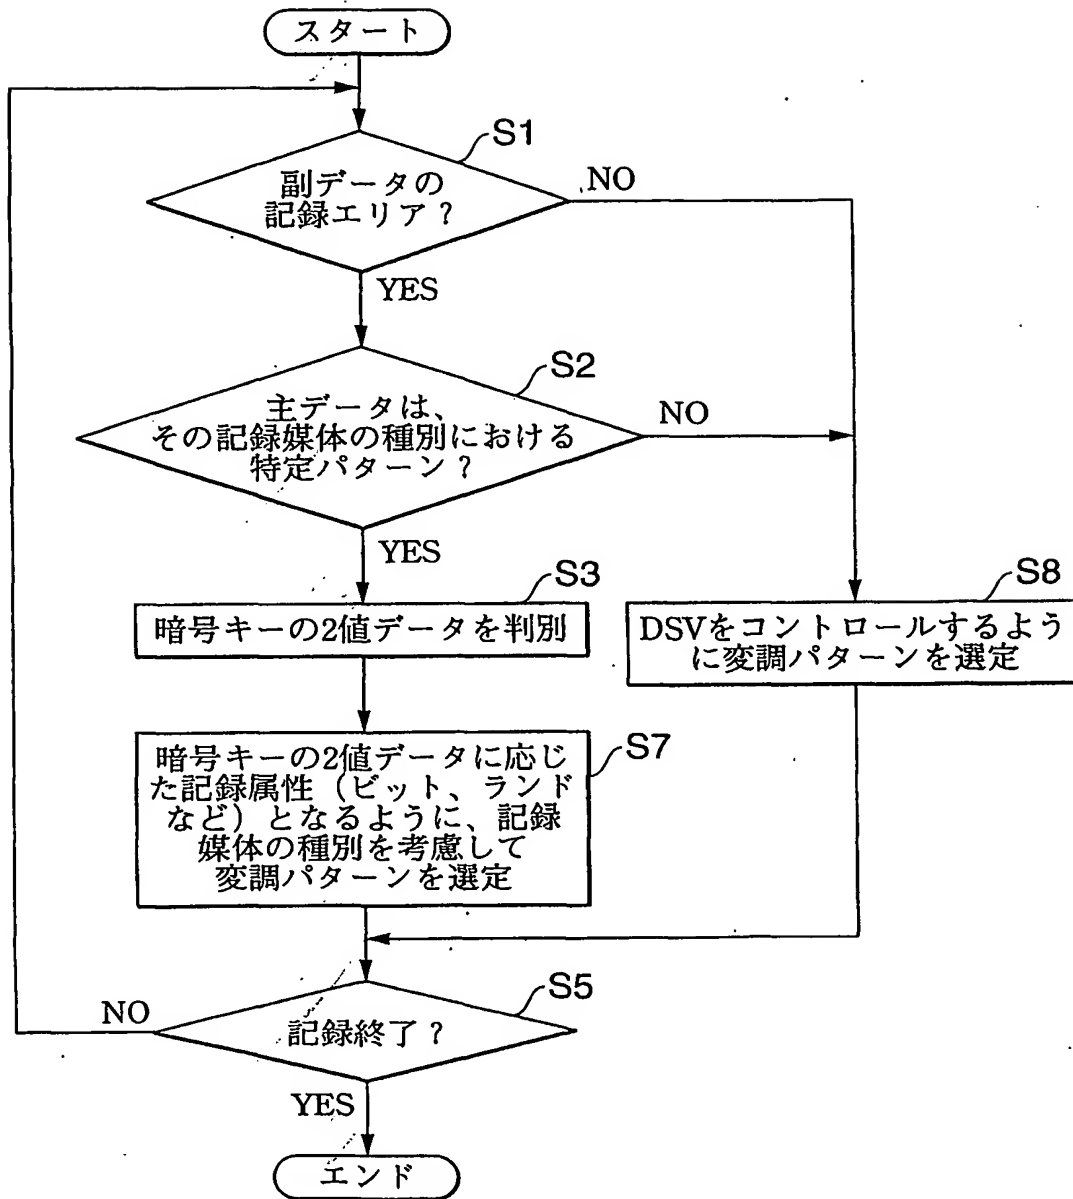 スタート
S1
副データの
記録エリア？
NO
YES
S2
主データは、
その記録媒体の種別における
特定パターン？
NO
YES
S3
暗号キーの2値データを判別
S8
DSVをコントロールするよう
に変調パターンを選定
S7
暗号キーの2値データに応じ
た記録属性（ピット、ランド
など）となるように、記録
媒体の種別を考慮して
変調パターンを選定
S5
記録終了？
NO
YES
エンド